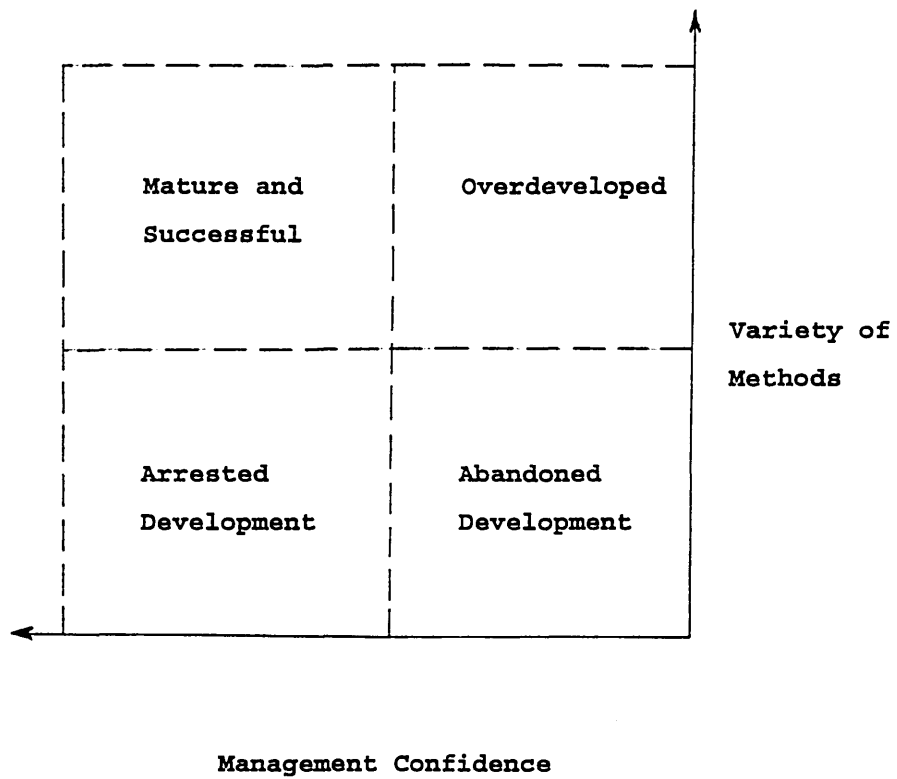 Mature and
Successful
Overdeveloped
Variety of
Methods
Arrested
Development
Abandoned
Development
Management Confidence